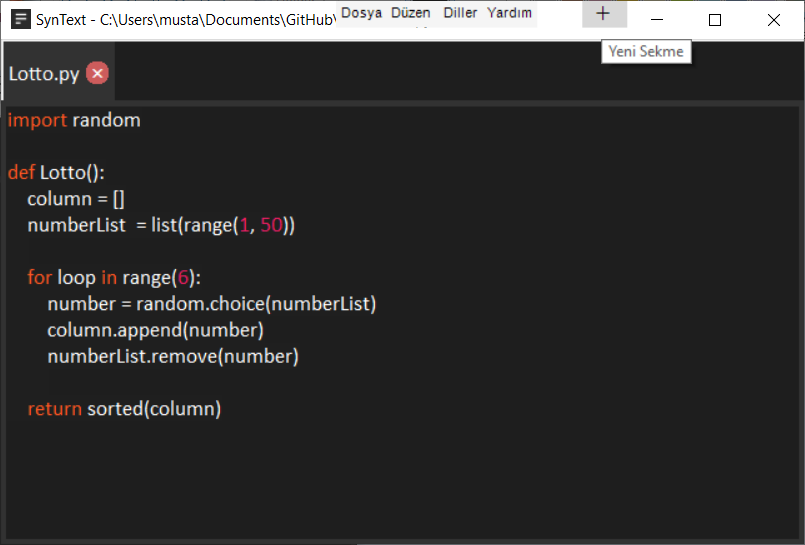 SynText - C:\Users\musta\Documents\GitHub\
Dosya Düzen Diller Yardım
Yeni Sekme
Lotto.py
import random

def Lotto():
    column = []
    numberList  = list(range(1, 50))

    for loop in range(6):
        number = random.choice(numberList)
        column.append(number)
        numberList.remove(number)

    return sorted(column)